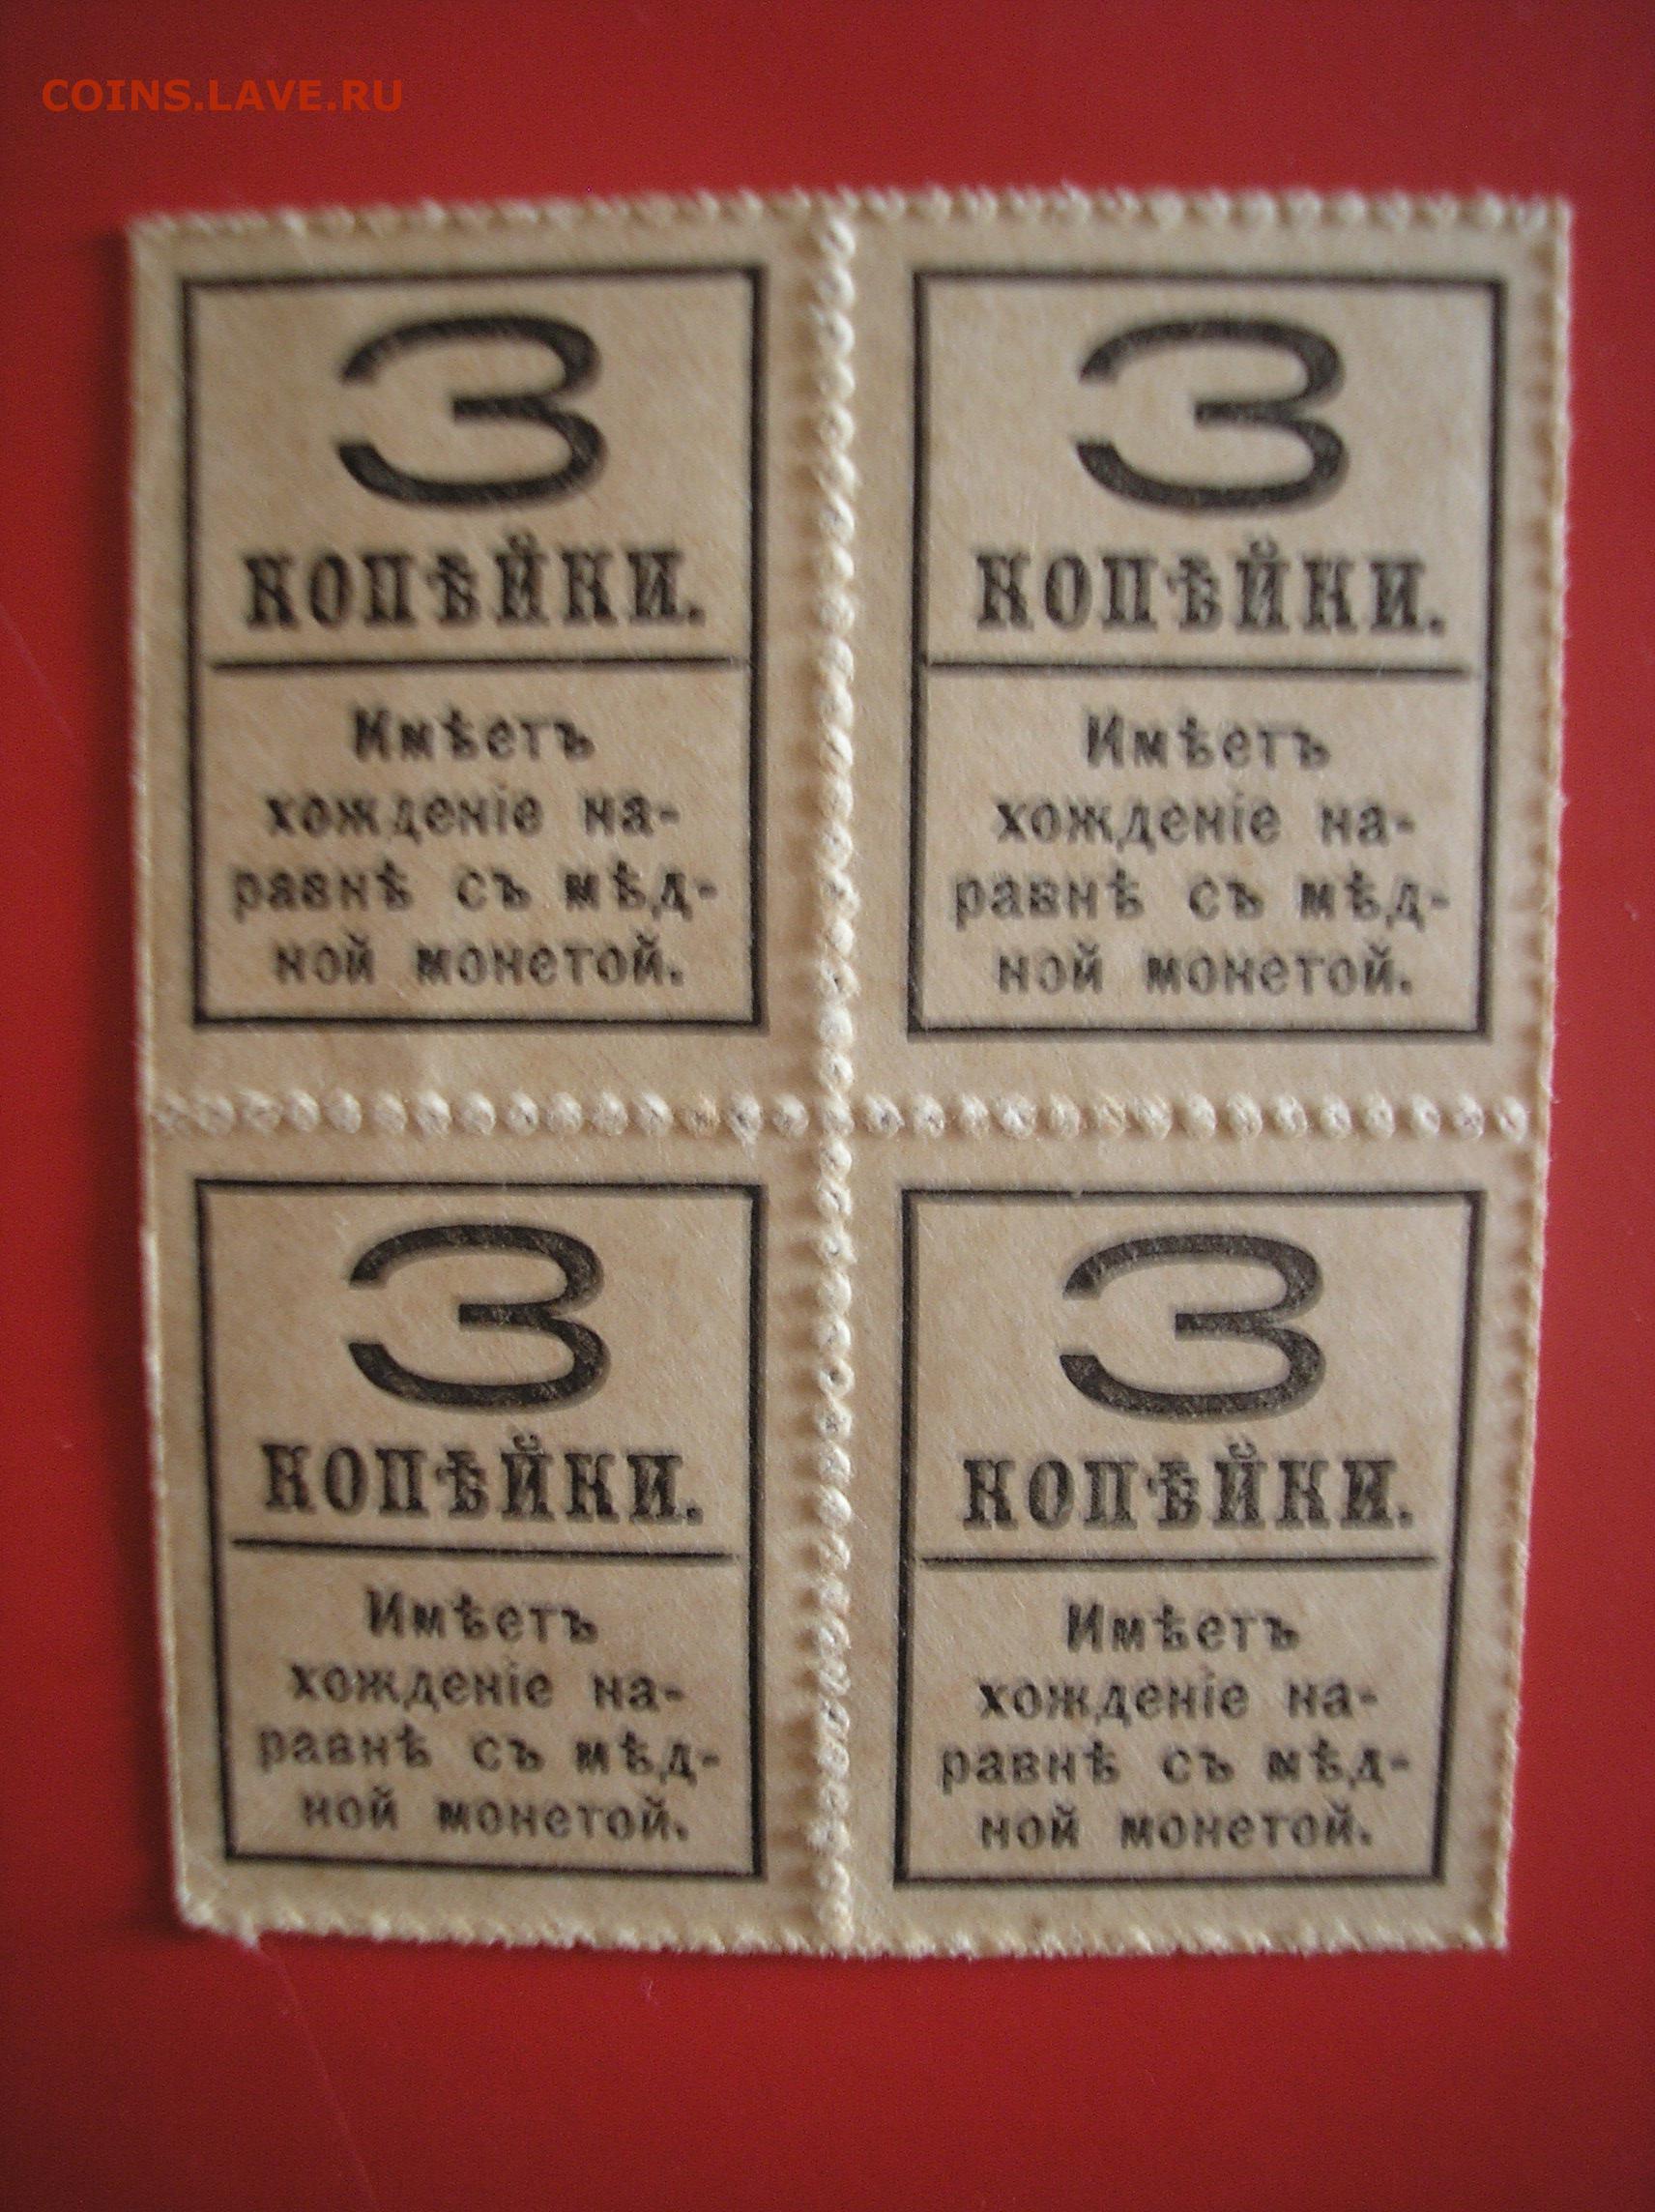 COINS.LAVE.RU
3
КОПѢЙКИ.
Имѣетъ
хожденіе на-
равнѣ съ мѣд-
ной монетой.
3
КОПѢЙКИ.
Имѣетъ
хожденіе на-
равнѣ съ мѣд-
ной монетой.
3
КОПѢЙКИ.
Имѣетъ
хожденіе на-
равнѣ съ мѣд-
ной монетой.
3
КОПѢЙКИ.
Имѣетъ
хожденіе на-
равнѣ съ мѣд-
ной монетой.